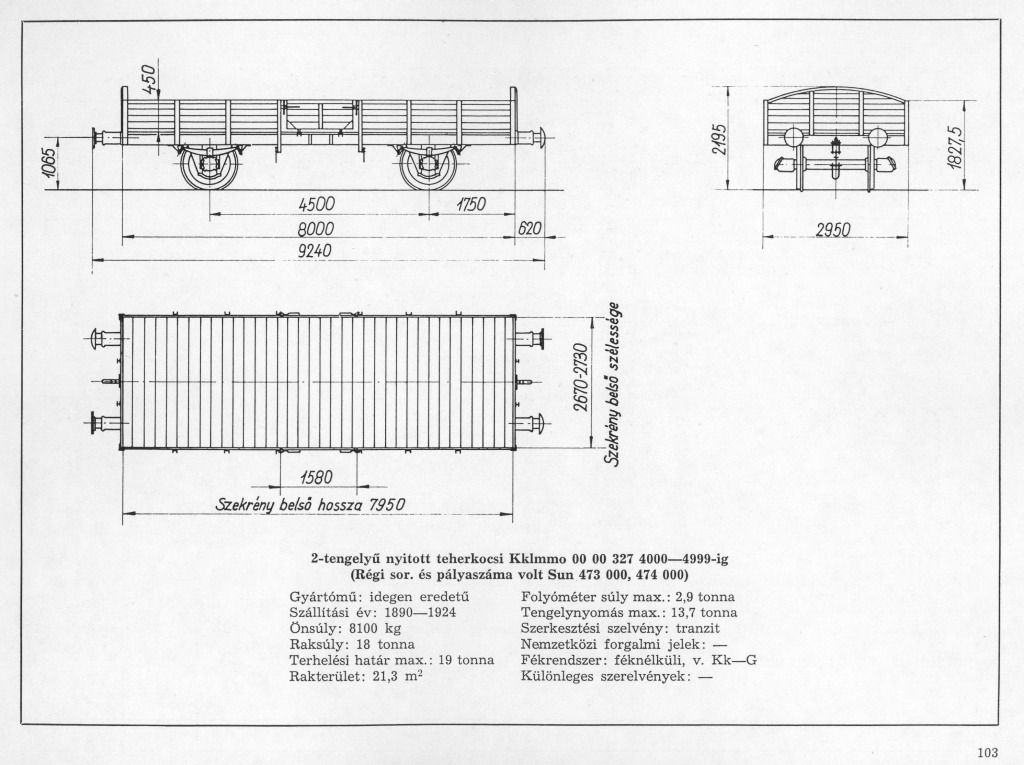 450
1065
4500
1750
8000
620
9240
2195
1827,5
2950
2670-2730
Szekrény belső szélessége
1580
Szekrény belső hossza 7950
2-tengelyű nyitott teherkocsi Kklmmo 00 00 327 4000—4999-ig
(Régi sor. és pályaszáma volt Sun 473 000, 474 000)
Gyártómű: idegen eredetű
Szállítási év: 1890—1924
Önsúly: 8100 kg
Raksúly: 18 tonna
Terhelési határ max.: 19 tonna
Rakterület: 21,3 m²
Folyóméter súly max.: 2,9 tonna
Tengelynyomás max.: 13,7 tonna
Szerkesztési szelvény: tranzit
Nemzetközi forgalmi jelek: —
Fékrendszer: féknélküli, v. Kk—G
Különleges szerelvények: —
103